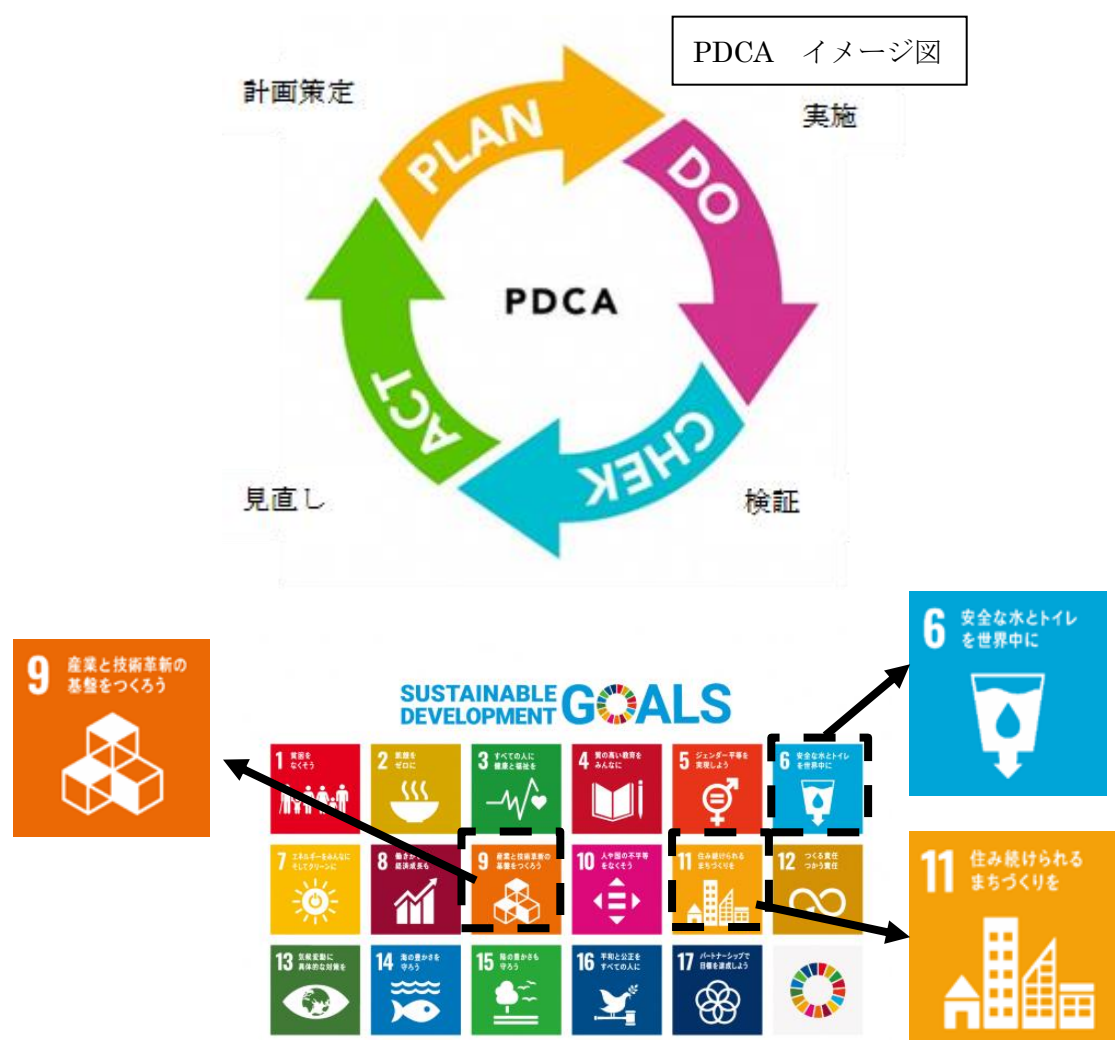 PDCA　イメージ図
計画策定
実施
PLAN
DO
PDCA
ACT
CHEK
見直し
検証
6 安全な水とトイレ
を世界中に
9 産業と技術革新の
基盤をつくろう
SUSTAINABLE
DEVELOPMENT
GOALS
1 貧困を
なくそう
2 飢餓を
ゼロに
3 すべての人に
健康と福祉を
4 質の高い教育を
みんなに
5 ジェンダー平等を
実現しよう
6 安全な水とトイレ
を世界中に
7 エネルギーをみんなに
そしてクリーンに
8 働きがいも
経済成長も
9 産業と技術革新の
基盤をつくろう
10 人や国の不平等
をなくそう
11 住み続けられる
まちづくりを
12 つくる責任
つかう責任
11 住み続けられる
まちづくりを
13 気候変動に
具体的な対策を
14 海の豊かさを
守ろう
15 陸の豊かさも
守ろう
16 平和と公正を
すべての人に
17 パートナーシップで
目標を達成しよう